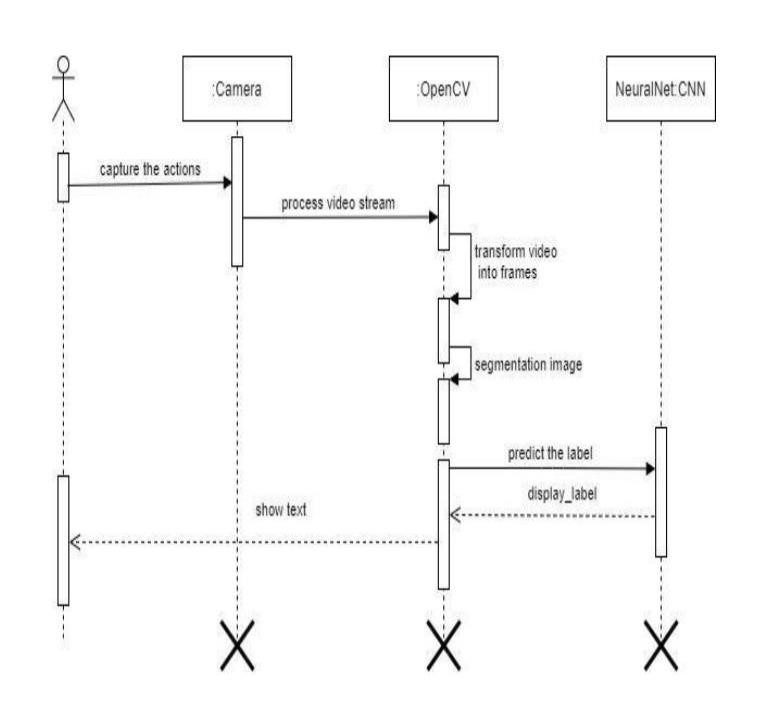 :Camera
:OpenCV
NeuralNet:CNN
capture the actions
process video stream
transform video
into frames
segmentation image
predict the label
display_label
show text